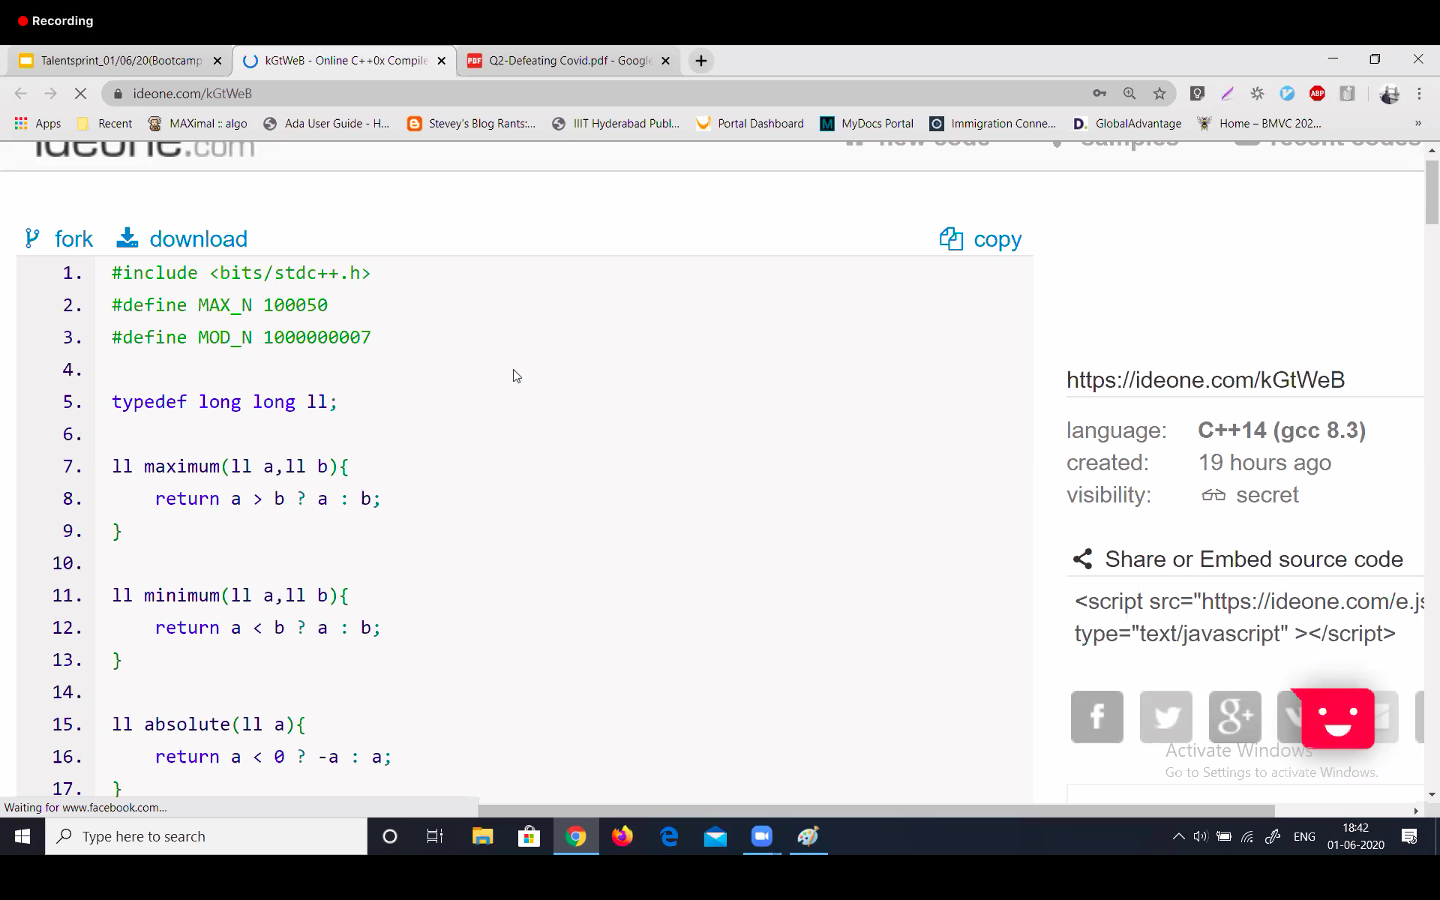 Recording
Talentsprint_01/06/20(Bootcamp
kGtWeB - Online C++0x Compile
Q2-Defeating Covid.pdf - Google
ideone.com/kGtWeB
Apps
Recent
MAXimal :: algo
Ada User Guide - H...
Stevey's Blog Rants:...
IIIT Hyderabad Publ...
Portal Dashboard
MyDocs Portal
Immigration Conne...
GlobalAdvantage
Home – BMVC 202...
»
ideone.com
new code
samples
recent codes
fork
download
copy
1. #include <bits/stdc++.h>
2. #define MAX_N 100050
3. #define MOD_N 1000000007
4.
5. typedef long long ll;
6.
7. ll maximum(ll a,ll b){
8. return a > b ? a : b;
9. }
10.
11. ll minimum(ll a,ll b){
12. return a < b ? a : b;
13. }
14.
15. ll absolute(ll a){
16. return a < 0 ? -a : a;
17. }
https://ideone.com/kGtWeB
language: C++14 (gcc 8.3)
created: 19 hours ago
visibility: secret
Share or Embed source code
<script src="https://ideone.com/e.js
type="text/javascript" ></script>
Activate Windows
Go to Settings to activate Windows.
Waiting for www.facebook.com...
Type here to search
ENG
18:42
01-06-2020